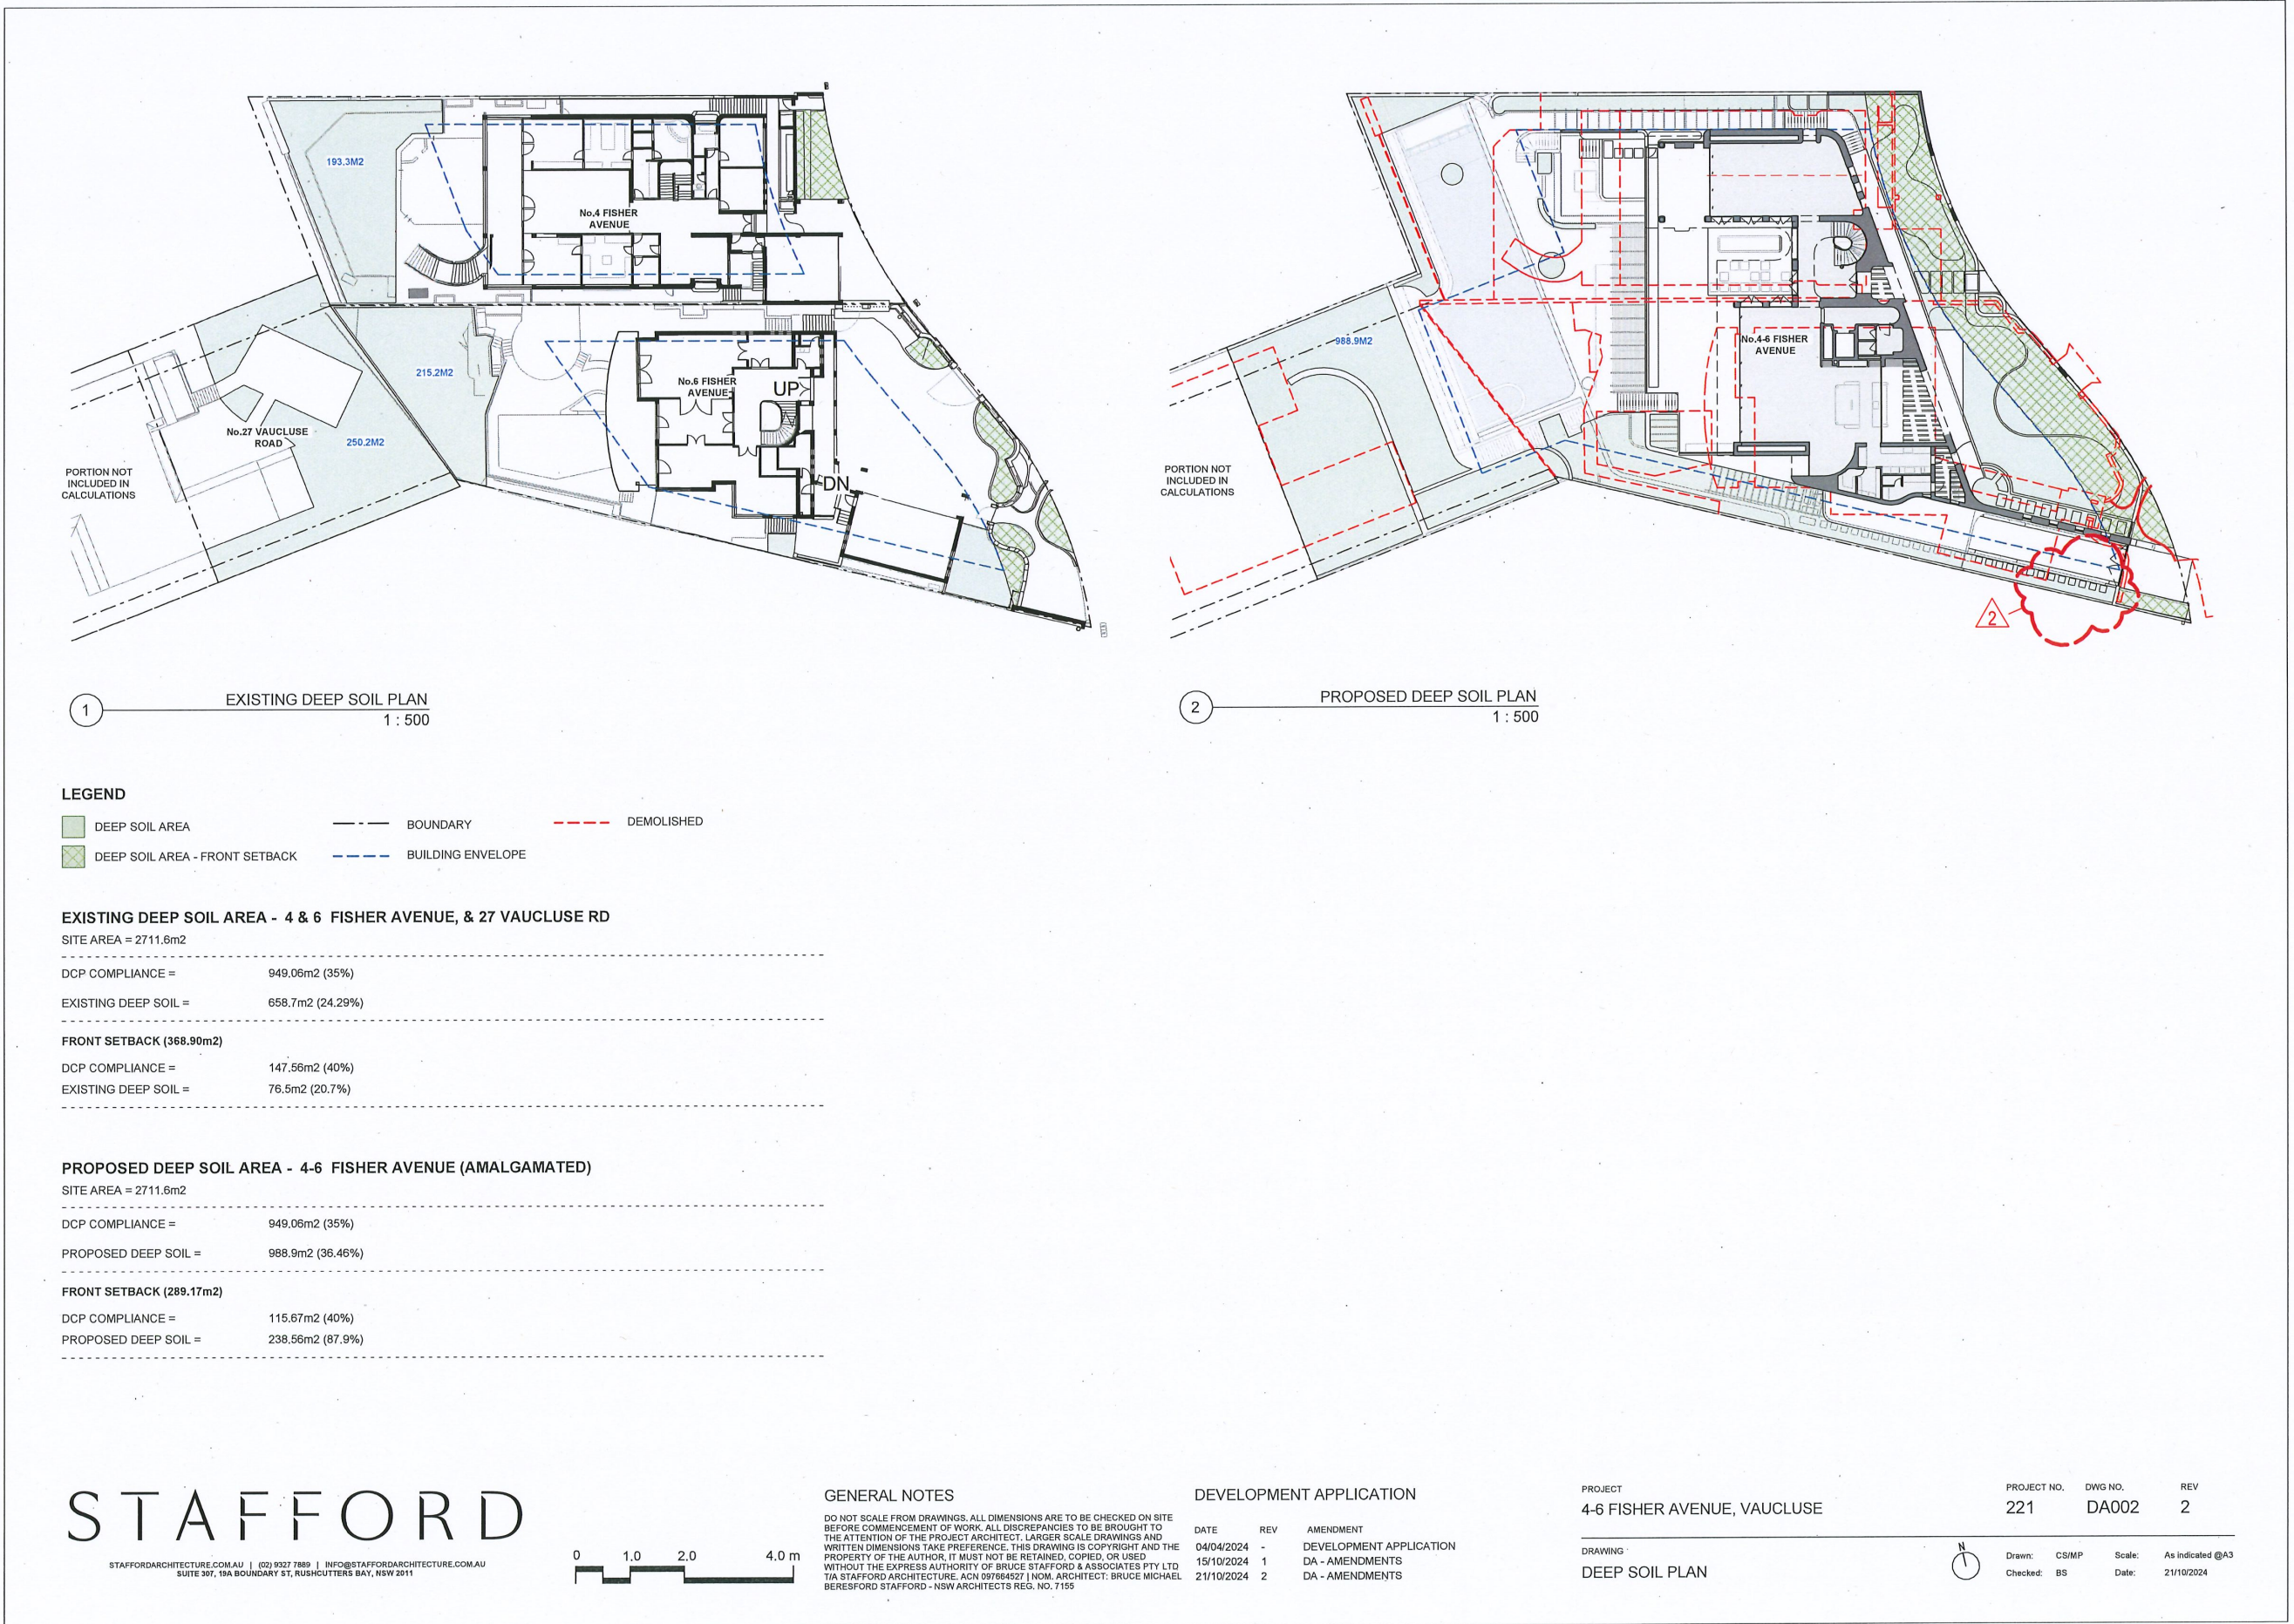 193.3M2
No.4 FISHER
AVENUE
215.2M2
No.6 FISHER
AVENUE
UP
DN
No.27 VAUCLUSE
ROAD
250.2M2
PORTION NOT
INCLUDED IN
CALCULATIONS
988.9M2
No.4-6 FISHER
AVENUE
PORTION NOT
INCLUDED IN
CALCULATIONS
2
1
EXISTING DEEP SOIL PLAN
1 : 500
2
PROPOSED DEEP SOIL PLAN
1 : 500
LEGEND
DEEP SOIL AREA
BOUNDARY
DEMOLISHED
DEEP SOIL AREA - FRONT SETBACK
BUILDING ENVELOPE
EXISTING DEEP SOIL AREA - 4 & 6 FISHER AVENUE, & 27 VAUCLUSE RD
SITE AREA = 2711.6m2
DCP COMPLIANCE = 949.06m2 (35%)
EXISTING DEEP SOIL = 658.7m2 (24.29%)
FRONT SETBACK (368.90m2)
DCP COMPLIANCE = 147.56m2 (40%)
EXISTING DEEP SOIL = 76.5m2 (20.7%)
PROPOSED DEEP SOIL AREA - 4-6 FISHER AVENUE (AMALGAMATED)
SITE AREA = 2711.6m2
DCP COMPLIANCE = 949.06m2 (35%)
PROPOSED DEEP SOIL = 988.9m2 (36.46%)
FRONT SETBACK (289.17m2)
DCP COMPLIANCE = 115.67m2 (40%)
PROPOSED DEEP SOIL = 238.56m2 (87.9%)
STAFFORD
STAFFORDARCHITECTURE.COM.AU | (02) 9327 7889 | INFO@STAFFORDARCHITECTURE.COM.AU
SUITE 307, 19A BOUNDARY ST, RUSHCUTTERS BAY, NSW 2011
0 1.0 2.0 4.0 m
GENERAL NOTES
DO NOT SCALE FROM DRAWINGS. ALL DIMENSIONS ARE TO BE CHECKED ON SITE
BEFORE COMMENCEMENT OF WORK. ALL DISCREPANCIES TO BE BROUGHT TO
THE ATTENTION OF THE PROJECT ARCHITECT. LARGER SCALE DRAWINGS AND
WRITTEN DIMENSIONS TAKE PREFERENCE. THIS DRAWING IS COPYRIGHT AND THE
PROPERTY OF THE AUTHOR, IT MUST NOT BE RETAINED, COPIED, OR USED
WITHOUT THE EXPRESS AUTHORITY OF BRUCE STAFFORD & ASSOCIATES PTY LTD
T/A STAFFORD ARCHITECTURE. ACN 097664527 | NOM. ARCHITECT: BRUCE MICHAEL
BERESFORD STAFFORD - NSW ARCHITECTS REG. NO. 7155
DEVELOPMENT APPLICATION
DATE REV AMENDMENT
04/04/2024 - DEVELOPMENT APPLICATION
15/10/2024 1 DA - AMENDMENTS
21/10/2024 2 DA - AMENDMENTS
PROJECT
4-6 FISHER AVENUE, VAUCLUSE
DRAWING
DEEP SOIL PLAN
PROJECT NO. DWG NO. REV
221 DA002 2
N
Drawn: CS/MP Scale: As indicated @A3
Checked: BS Date: 21/10/2024